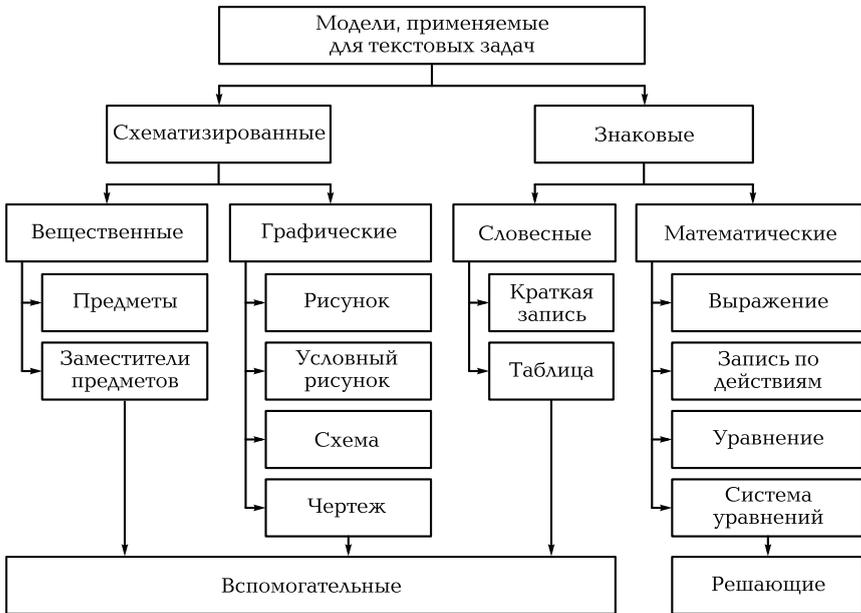 Модели, применяемые
для текстовых задач
Схематизированные
Знаковые
Вещественные
Графические
Словесные
Математические
Предметы
Рисунок
Краткая
запись
Выражение
Заместители
предметов
Условный
рисунок
Таблица
Запись по
действиям
Схема
Уравнение
Чертеж
Система
уравнений
Вспомогательные
Решающие